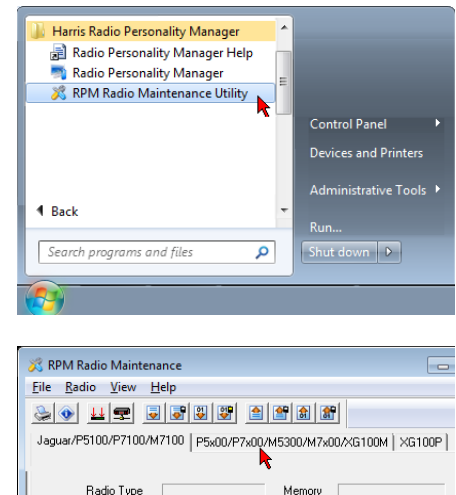 Harris Radio Personality Manager
Radio Personality Manager Help
Radio Personality Manager
RPM Radio Maintenance Utility
Control Panel
Devices and Printers
Administrative Tools
Back
Run...
Search programs and files
Shut down
RPM Radio Maintenance
File Radio View Help
Jaguar/P5100/P7100/M7100 P5x00/P7x00/M5300/M7x00/XG100M XG100P
Radio Type Memory